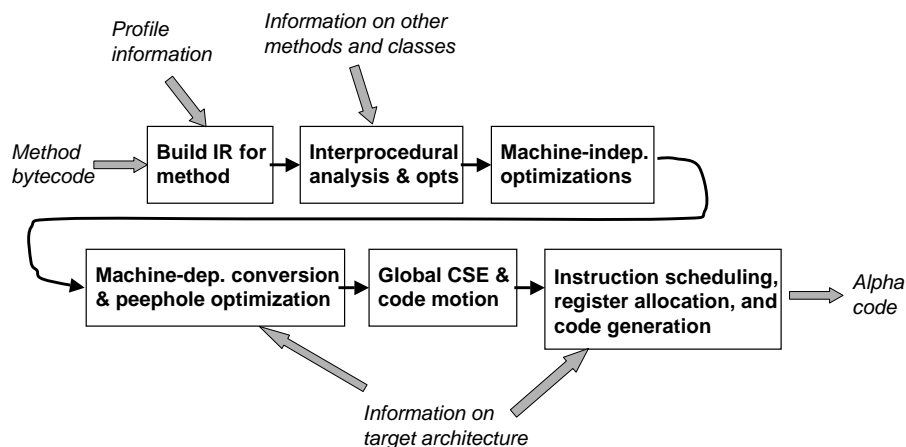 Profile
information
Information on other
methods and classes
Method
bytecode
Build IR for
method
Interprocedural
analysis & opts
Machine-indep.
optimizations
Machine-dep. conversion
& peephole optimization
Global CSE &
code motion
Instruction scheduling,
register allocation, and
code generation
Alpha
code
Information on
target architecture